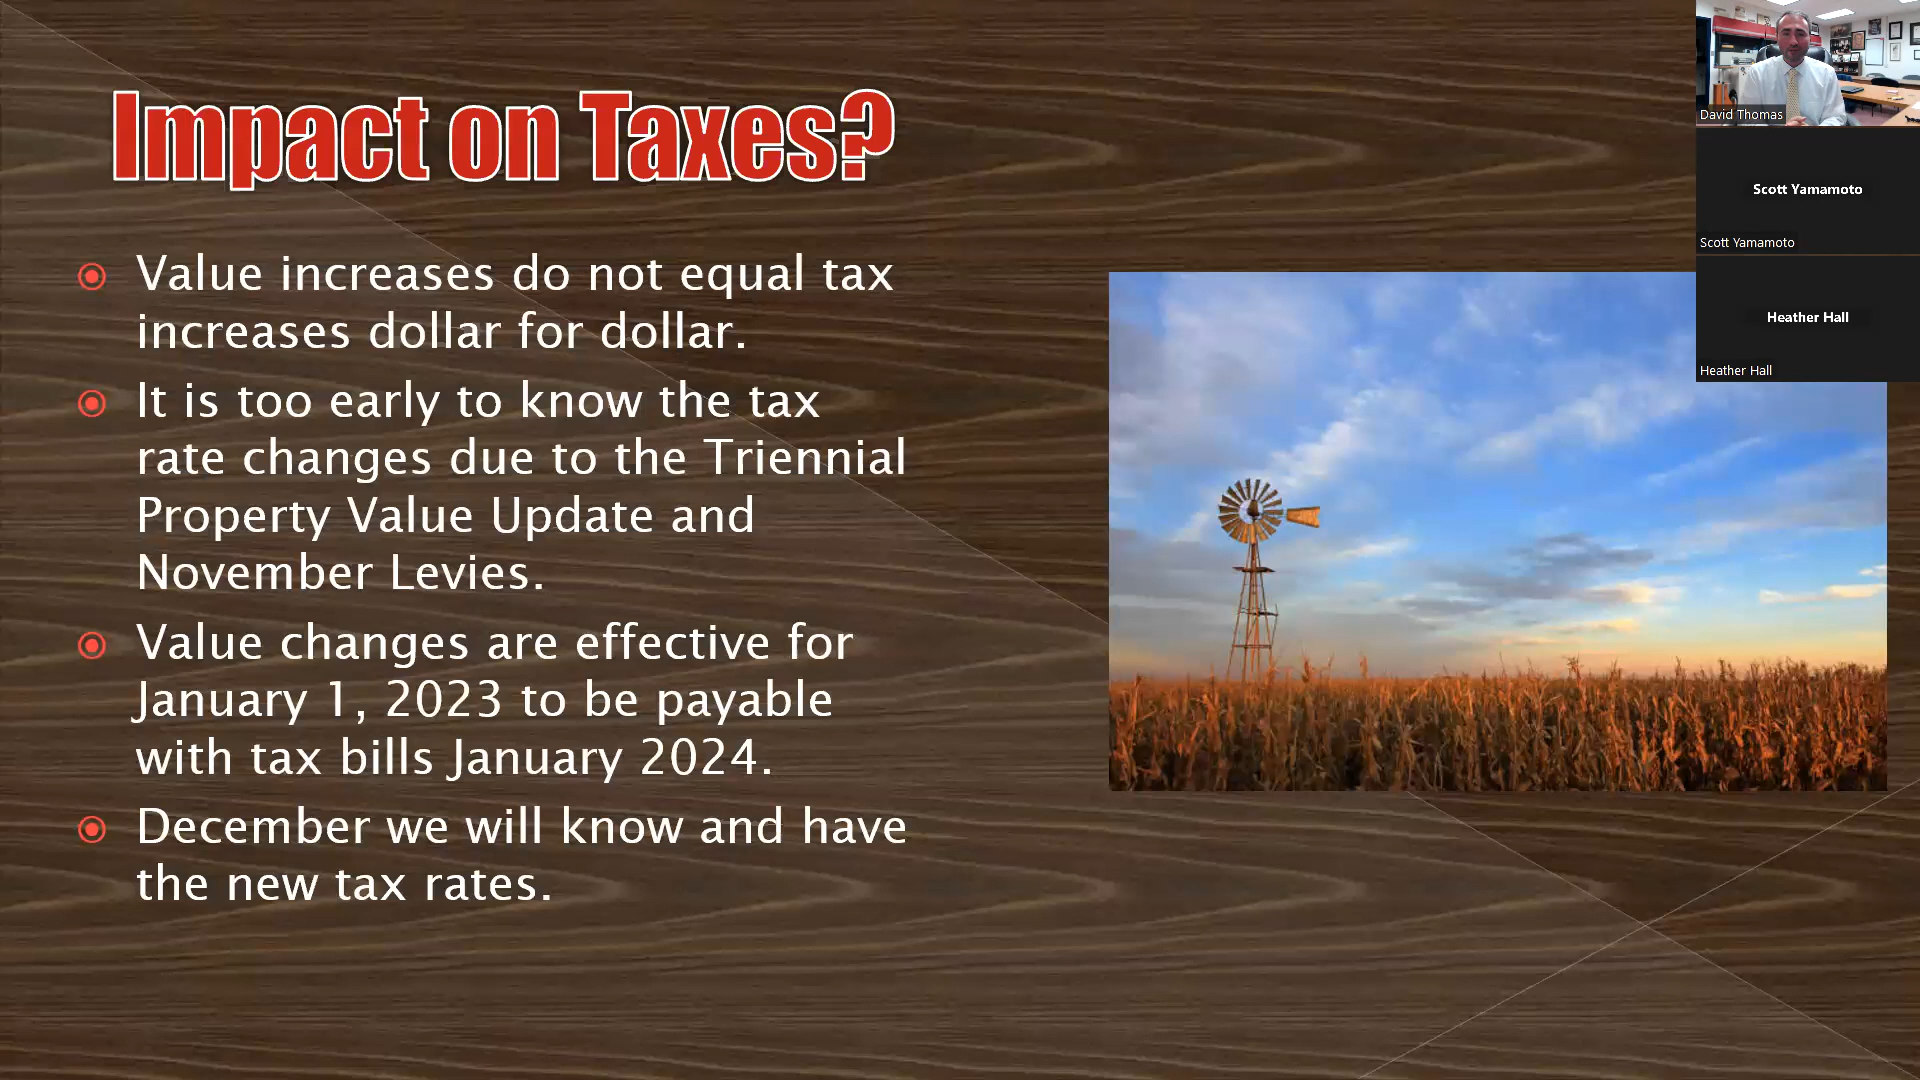 Impact on Taxes?
Value increases do not equal tax
increases dollar for dollar.
It is too early to know the tax
rate changes due to the Triennial
Property Value Update and
November Levies.
Value changes are effective for
January 1, 2023 to be payable
with tax bills January 2024.
December we will know and have
the new tax rates.
David Thomas
Scott Yamamoto
Scott Yamamoto
Heather Hall
Heather Hall